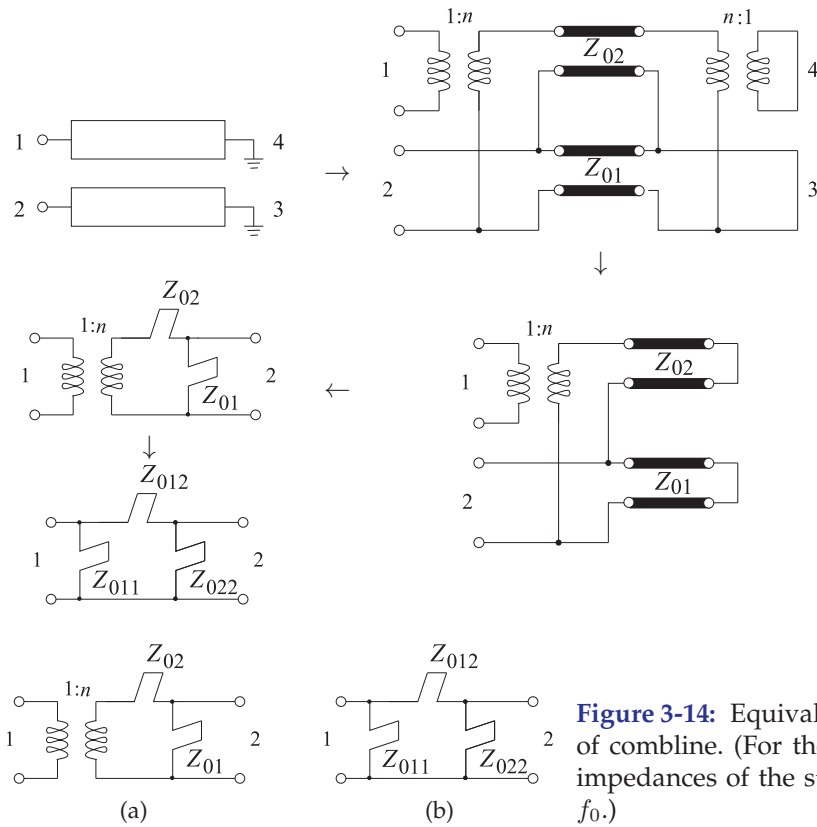 1:n
n:1
1
Z02
4
1
4
→
2
Z01
3
2
3
↓
Z02
1:n
1
2
Z01
←
1:n
1
Z02
2
Z01
↓
Z012
1
2
Z011
Z022
Z02
1:n
1
2
Z01
(a)
Z012
1
2
Z011
Z022
(b)
Figure 3-14: Equival
of combline. (For th
impedances of the s
f0.)